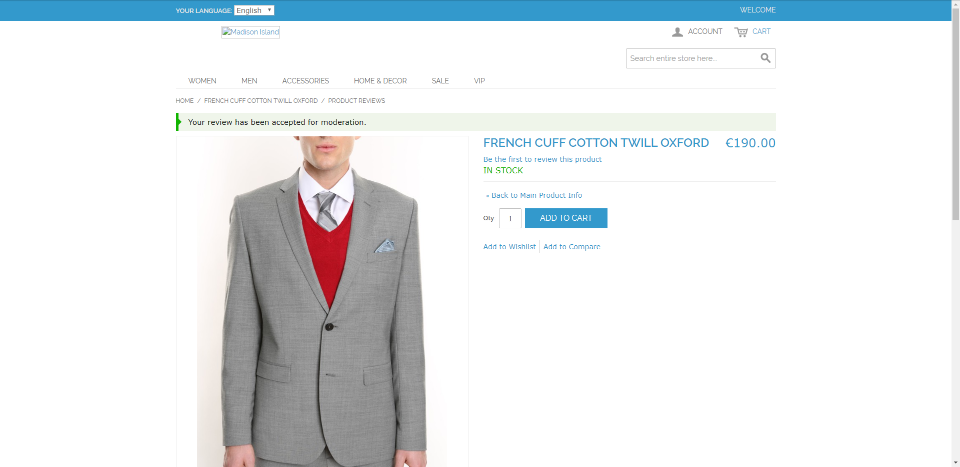 YOUR LANGUAGE: English
WELCOME
Madison Island
ACCOUNT
CART
Search entire store here...
WOMEN MEN ACCESSORIES HOME & DECOR SALE VIP
HOME / FRENCH CUFF COTTON TWILL OXFORD / PRODUCT REVIEWS
Your review has been accepted for moderation.
FRENCH CUFF COTTON TWILL OXFORD €190.00
Be the first to review this product
IN STOCK
« Back to Main Product Info
Qty 1 ADD TO CART
Add to Wishlist Add to Compare